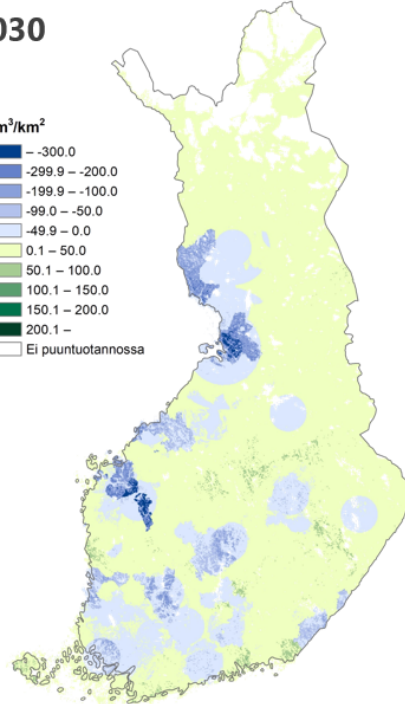 030
m³/km²
– -300.0
-299.9 – -200.0
-199.9 – -100.0
-99.0 – -50.0
-49.9 – 0.0
0.1 – 50.0
50.1 – 100.0
100.1 – 150.0
150.1 – 200.0
200.1 –
Ei puuntuotannossa